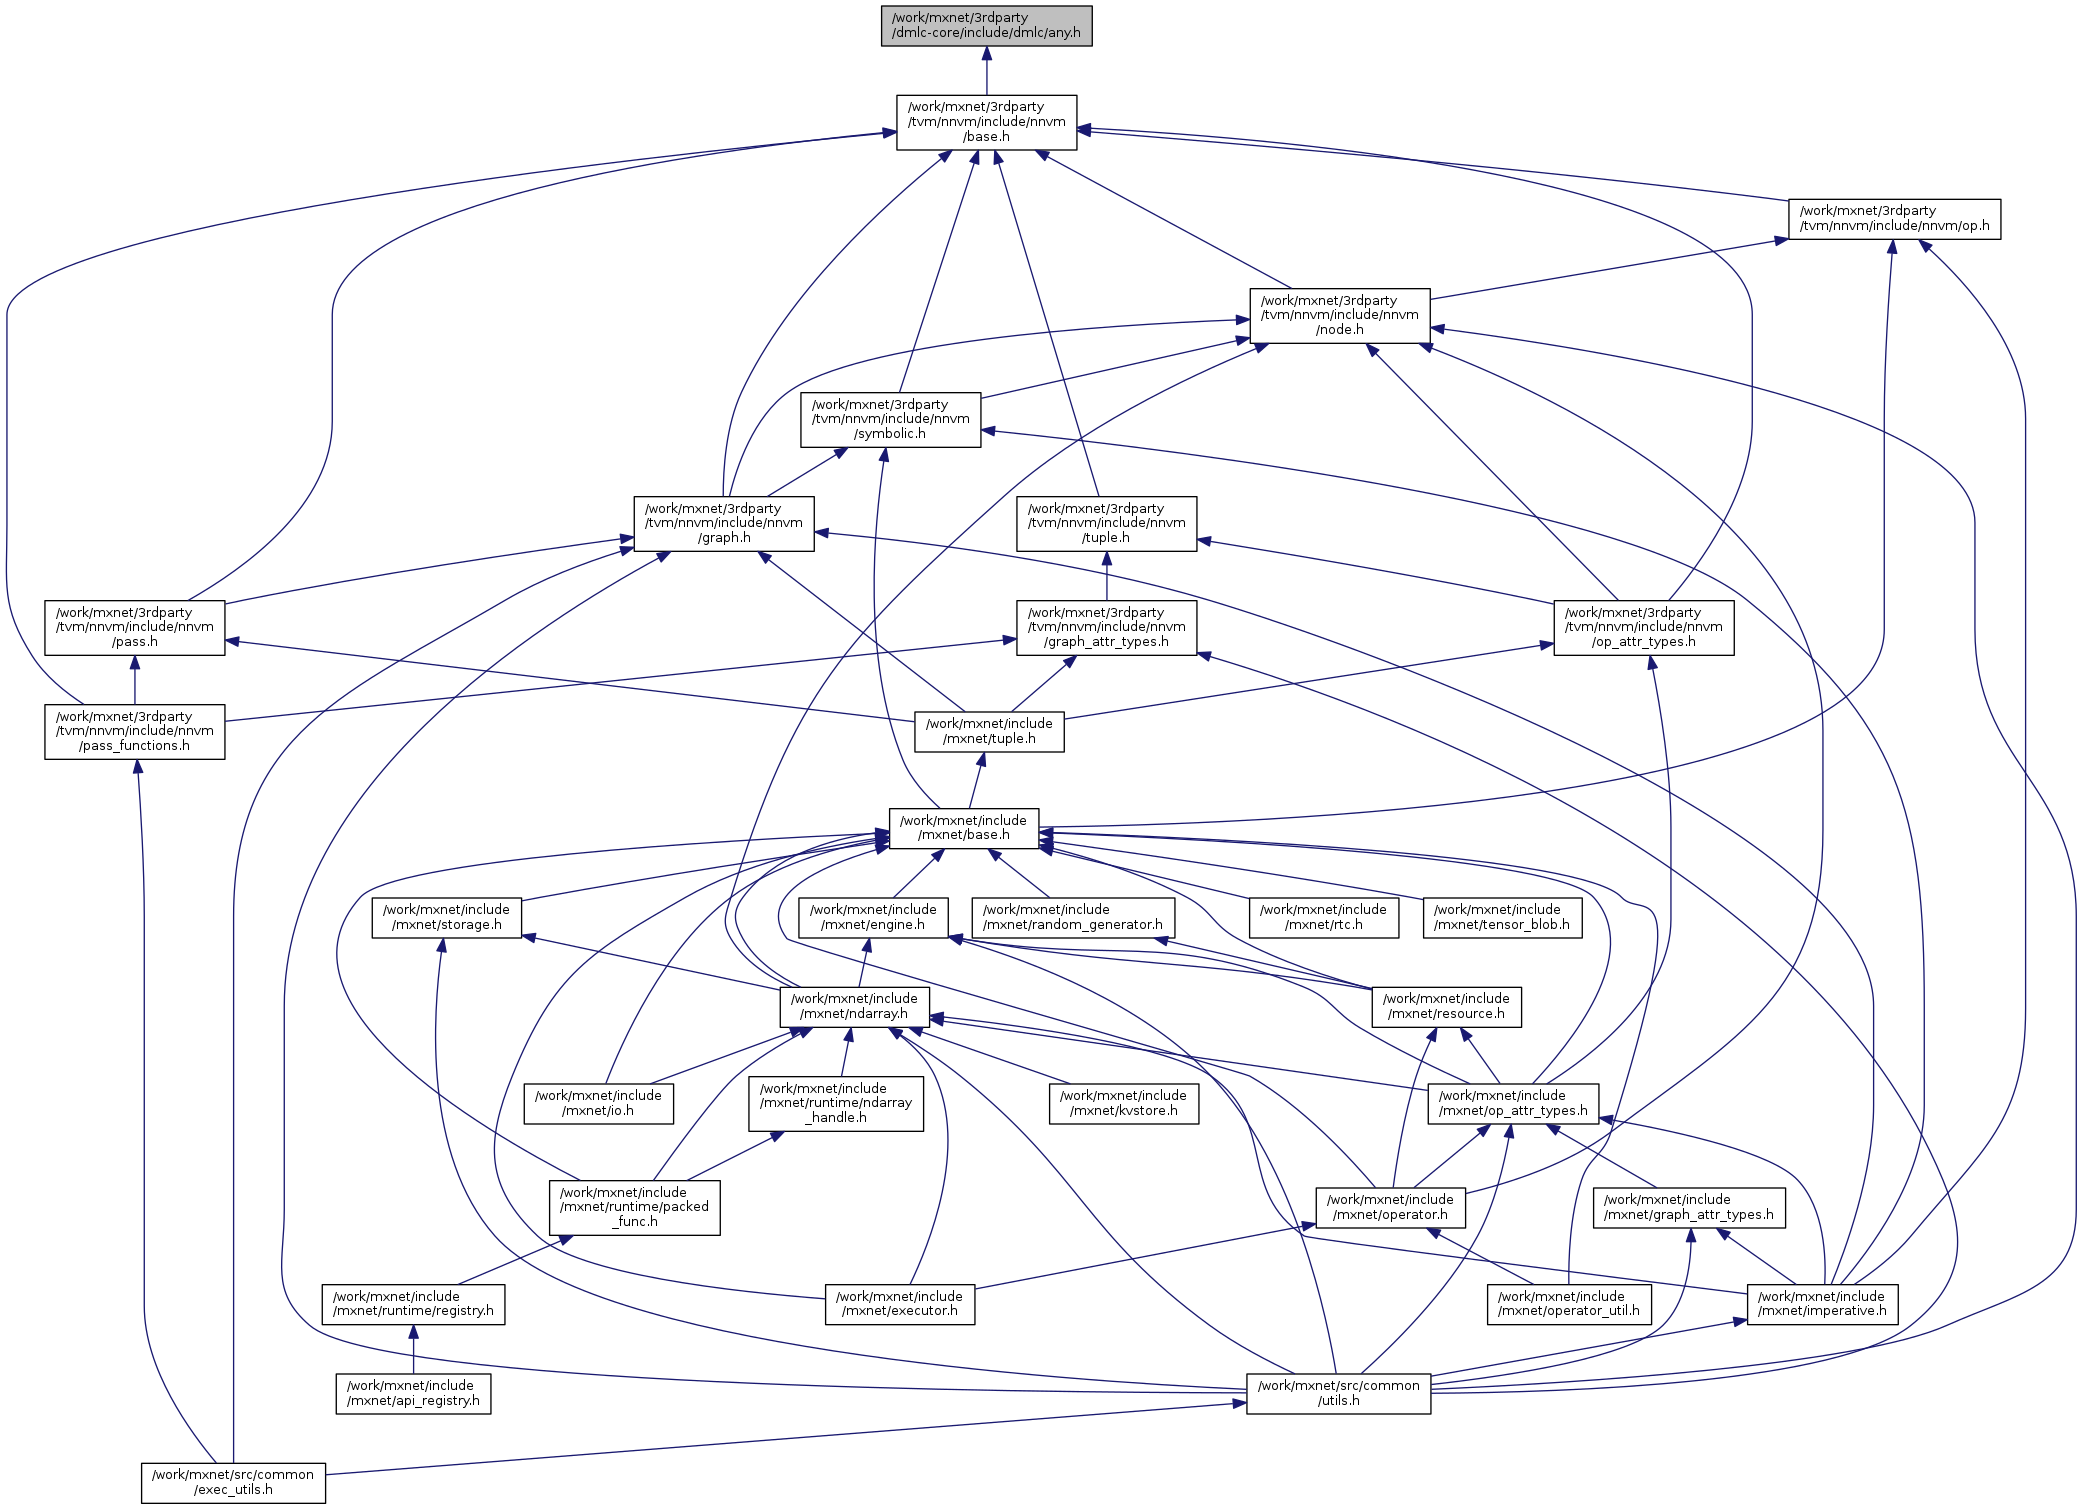 /work/mxnet/3rdparty
/dmlc-core/include/dmlc/any.h
/work/mxnet/3rdparty
/tvm/nnvm/include/nnvm
/base.h
/work/mxnet/3rdparty
/tvm/nnvm/include/nnvm/op.h
/work/mxnet/3rdparty
/tvm/nnvm/include/nnvm
/node.h
/work/mxnet/3rdparty
/tvm/nnvm/include/nnvm
/symbolic.h
/work/mxnet/3rdparty
/tvm/nnvm/include/nnvm
/graph.h
/work/mxnet/3rdparty
/tvm/nnvm/include/nnvm
/tuple.h
/work/mxnet/3rdparty
/tvm/nnvm/include/nnvm
/pass.h
/work/mxnet/3rdparty
/tvm/nnvm/include/nnvm
/graph_attr_types.h
/work/mxnet/3rdparty
/tvm/nnvm/include/nnvm
/op_attr_types.h
/work/mxnet/3rdparty
/tvm/nnvm/include/nnvm
/pass_functions.h
/work/mxnet/include
/mxnet/tuple.h
/work/mxnet/include
/mxnet/base.h
/work/mxnet/include
/mxnet/storage.h
/work/mxnet/include
/mxnet/engine.h
/work/mxnet/include
/mxnet/random_generator.h
/work/mxnet/include
/mxnet/rtc.h
/work/mxnet/include
/mxnet/tensor_blob.h
/work/mxnet/include
/mxnet/ndarray.h
/work/mxnet/include
/mxnet/resource.h
/work/mxnet/include
/mxnet/io.h
/work/mxnet/include
/mxnet/runtime/ndarray
_handle.h
/work/mxnet/include
/mxnet/kvstore.h
/work/mxnet/include
/mxnet/op_attr_types.h
/work/mxnet/include
/mxnet/runtime/packed
_func.h
/work/mxnet/include
/mxnet/operator.h
/work/mxnet/include
/mxnet/graph_attr_types.h
/work/mxnet/include
/mxnet/runtime/registry.h
/work/mxnet/include
/mxnet/executor.h
/work/mxnet/include
/mxnet/operator_util.h
/work/mxnet/include
/mxnet/imperative.h
/work/mxnet/include
/mxnet/api_registry.h
/work/mxnet/src/common
/utils.h
/work/mxnet/src/common
/exec_utils.h